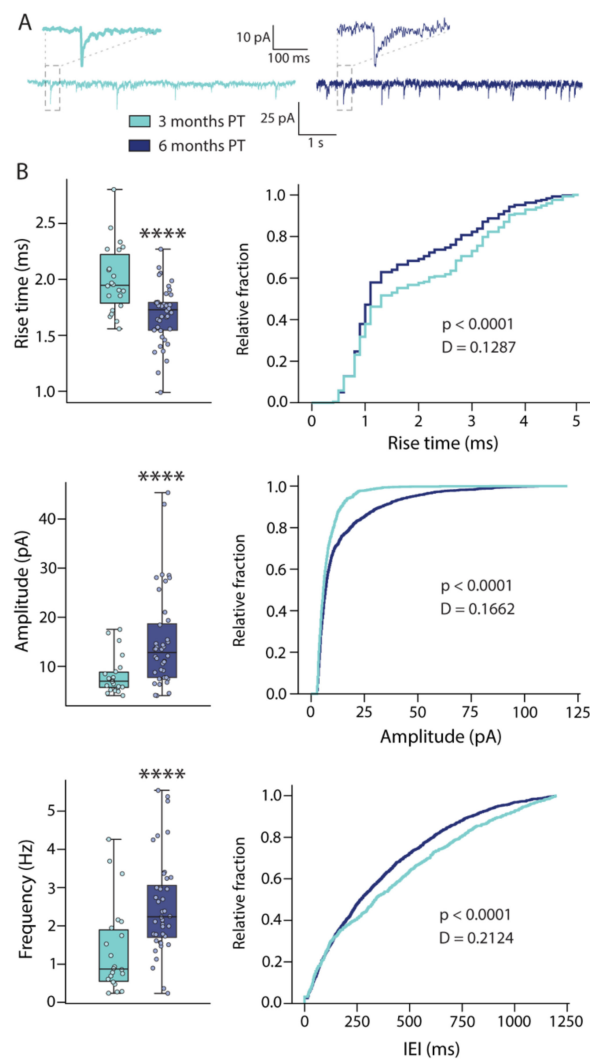 A
10 pA
100 ms
3 months PT
6 months PT
25 pA
1 s
B
Rise time (ms)
2.5
2.0
1.5
1.0
****
Relative fraction
1.0
0.8
0.6
0.4
0.2
0.0
p < 0.0001
D = 0.1287
0 1 2 3 4 5
Rise time (ms)
Amplitude (pA)
40
30
20
10
****
Relative fraction
1.0
0.8
0.6
0.4
0.2
0.0
p < 0.0001
D = 0.1662
0 25 50 75 100 125
Amplitude (pA)
Frequency (Hz)
5
4
3
2
1
0
****
Relative fraction
1.0
0.8
0.6
0.4
0.2
0.0
p < 0.0001
D = 0.2124
0 250 500 750 1000 1250
IEI (ms)